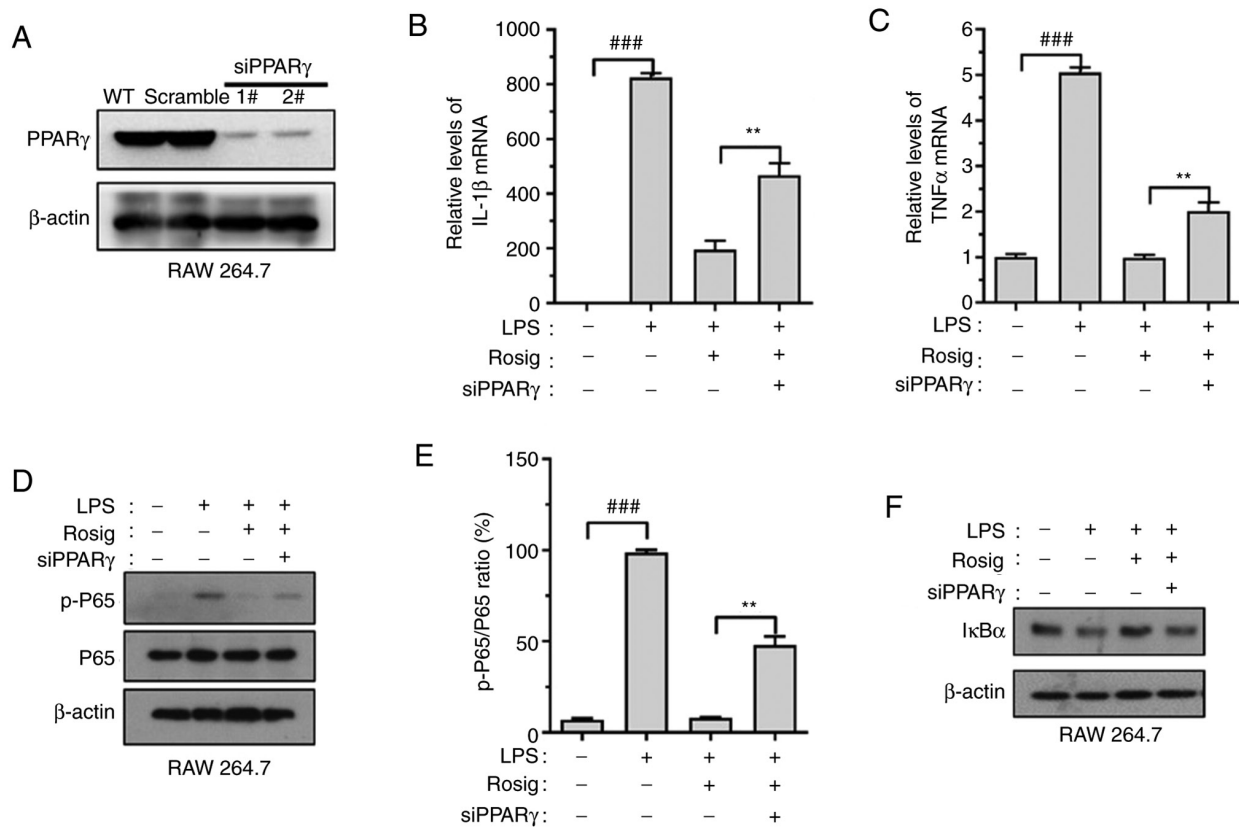 A
siPPARγ
WT Scramble 1# 2#
PPARγ
β-actin
RAW 264.7
B
Relative levels of
IL-1β mRNA
1000
800
600
400
200
0
###
**
LPS : – + + +
Rosig : – – + +
siPPARγ : – – – +
C
Relative levels of
TNFα mRNA
6
5
4
3
2
1
0
###
**
LPS : – + + +
Rosig : – – + +
siPPARγ : – – – +
D
LPS : – + + +
Rosig : – – + +
siPPARγ : – – – +
p-P65
P65
β-actin
RAW 264.7
E
p-P65/P65 ratio (%)
150
100
50
0
###
**
LPS : – + + +
Rosig : – – + +
siPPARγ : – – – +
F
LPS : – + + +
Rosig : – – + +
siPPARγ : – – – +
IκBα
β-actin
RAW 264.7